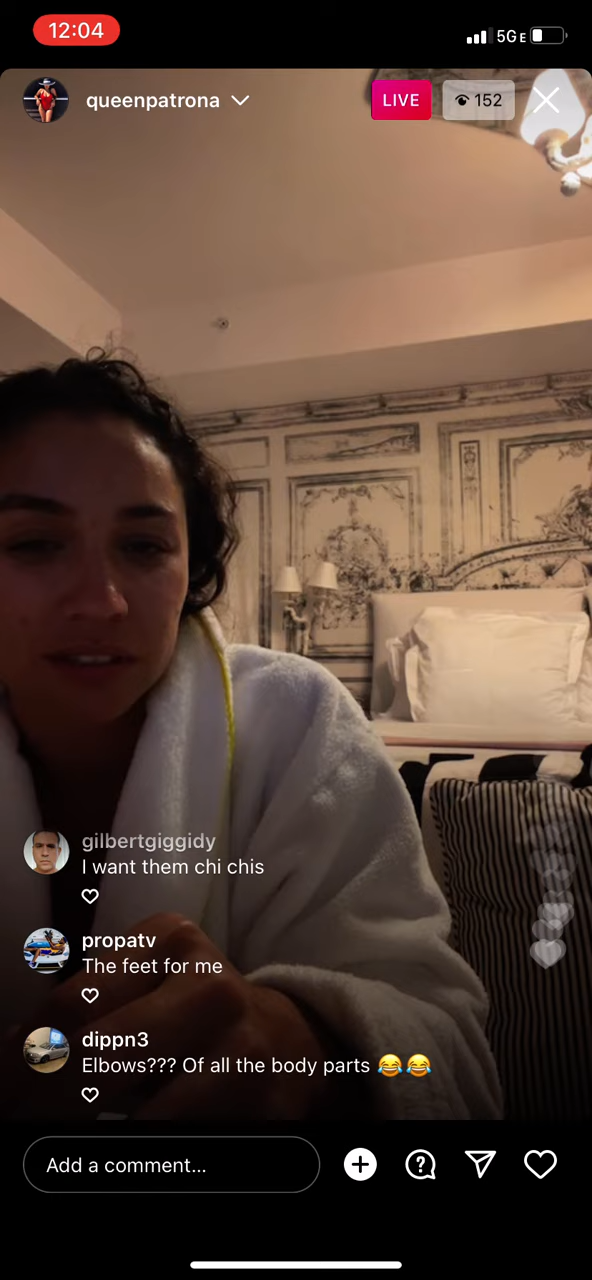 12:04
5GE
queenpatrona
LIVE
152
gilbertgiggidy
I want them chi chis
propatv
The feet for me
dippn3
Elbows??? Of all the body parts 😂😂
Add a comment...